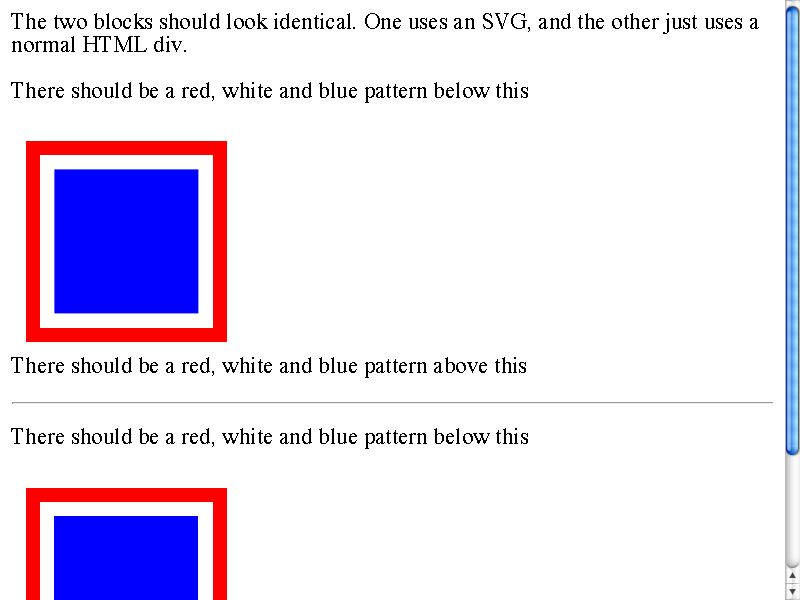 The two blocks should look identical. One uses an SVG, and the other just uses a
normal HTML div.
There should be a red, white and blue pattern below this
There should be a red, white and blue pattern above this
There should be a red, white and blue pattern below this